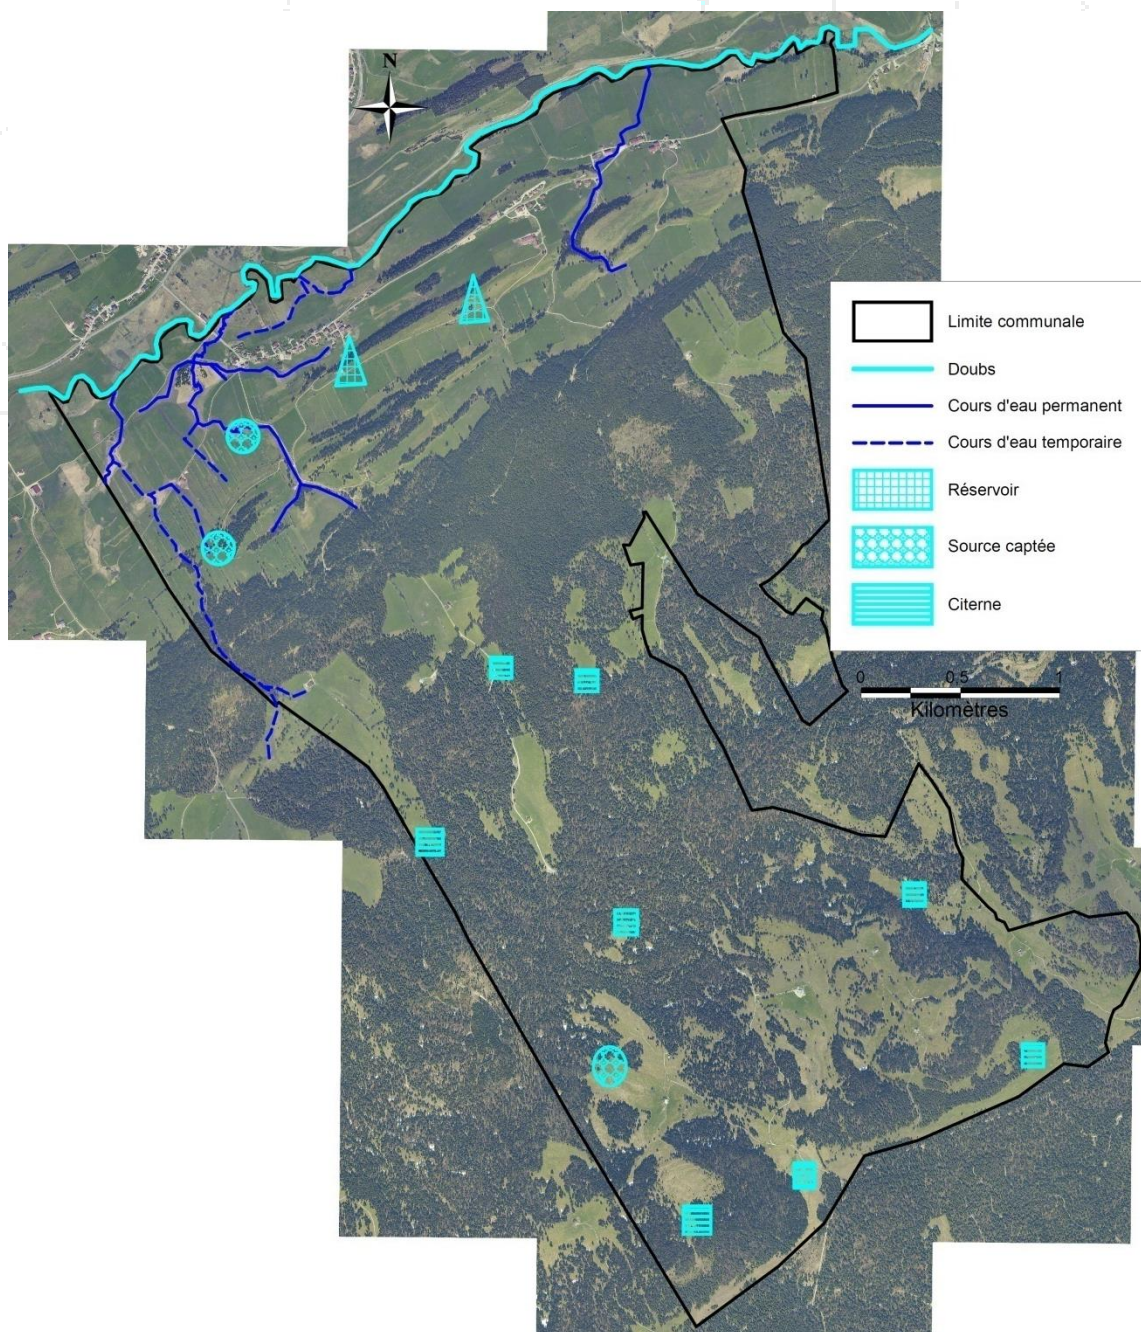 N
Limite communale
Doubs
Cours d'eau permanent
Cours d'eau temporaire
Réservoir
Source captée
Citerne
0 0,5 1
Kilomètres